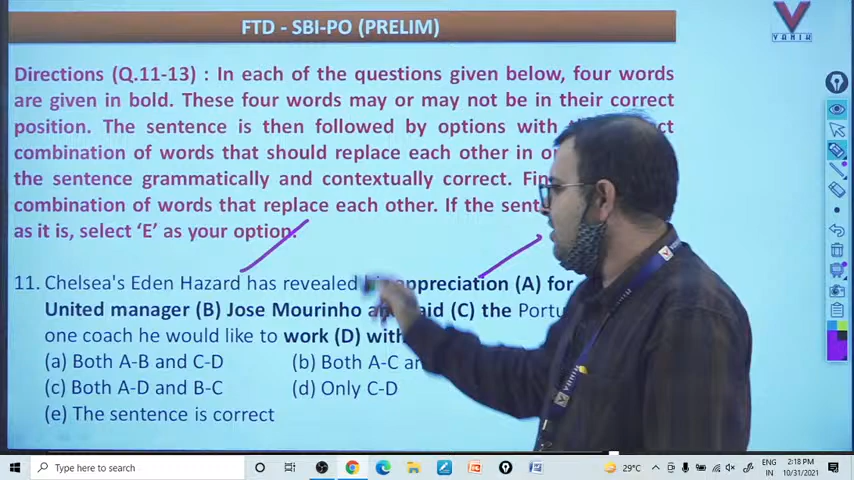 FTD - SBI-PO (PRELIM)
VANIK
Directions (Q.11-13) : In each of the questions given below, four words
are given in bold. These four words may or may not be in their correct
position. The sentence is then followed by options with
combination of words that should replace each other in
the sentence grammatically and contextually correct.
combination of words that replace each other. If the
as it is, select 'E' as your option.
11. Chelsea's Eden Hazard has revealed appreciation (A) for
United manager (B) Jose Mourinho (C) the
one coach he would like to work (D) with
(a) Both A-B and C-D
(b) Both A-C
(c) Both A-D and B-C
(d) Only C-D
(e) The sentence is correct
VANIK
Type here to search
29°C
ENG
IN
2:18 PM
10/31/2021